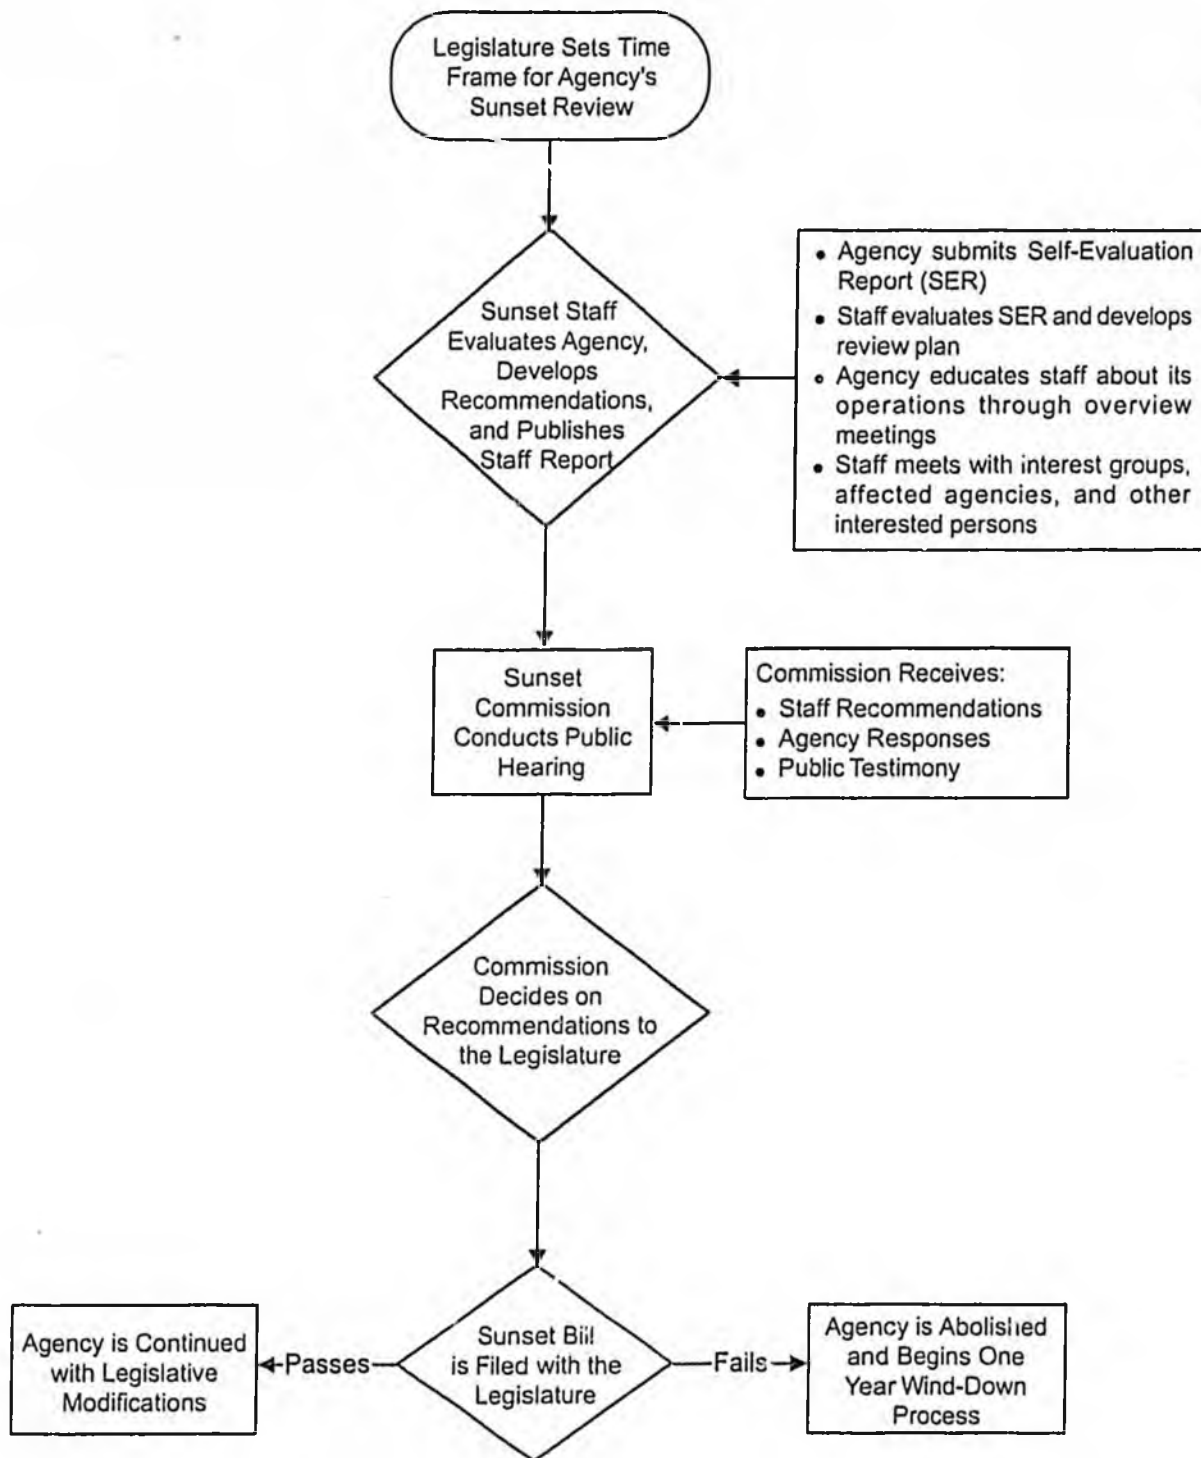 Legislature Sets Time
Frame for Agency's
Sunset Review
Sunset Staff
Evaluates Agency,
Develops
Recommendations,
and Publishes
Staff Report
• Agency submits Self-Evaluation
Report (SER)
• Staff evaluates SER and develops
review plan
• Agency educates staff about its
operations through overview
meetings
• Staff meets with interest groups,
affected agencies, and other
interested persons
Sunset
Commission
Conducts Public
Hearing
Commission Receives:
• Staff Recommendations
• Agency Responses
• Public Testimony
Commission
Decides on
Recommendations to
the Legislature
Sunset Bill
is Filed with the
Legislature
Passes
Agency is Continued
with Legislative
Modifications
Fails
Agency is Abolished
and Begins One
Year Wind-Down
Process